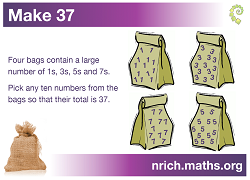 Make 37
Four bags contain a large
number of 1s, 3s, 5s and 7s.
Pick any ten numbers from the
bags so that their total is 37.
nrich.maths.org